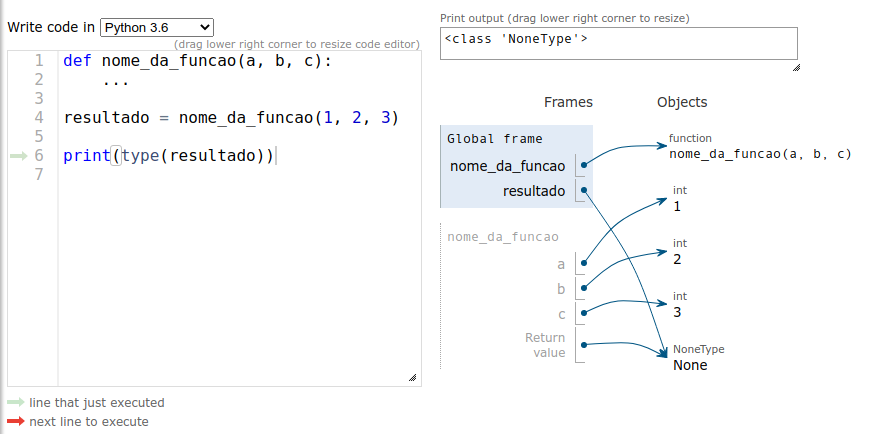 Write code in Python 3.6
(drag lower right corner to resize code editor)
1 def nome_da_funcao(a, b, c):
2     ...
3
4 resultado = nome_da_funcao(1, 2, 3)
5
6 print(type(resultado))
7
line that just executed
next line to execute
Print output (drag lower right corner to resize)
<class 'NoneType'>
Frames Objects
Global frame
nome_da_funcao
resultado
function
nome_da_funcao(a, b, c)
int
1
nome_da_funcao
a
b
c
Return
value
int
2
int
3
NoneType
None